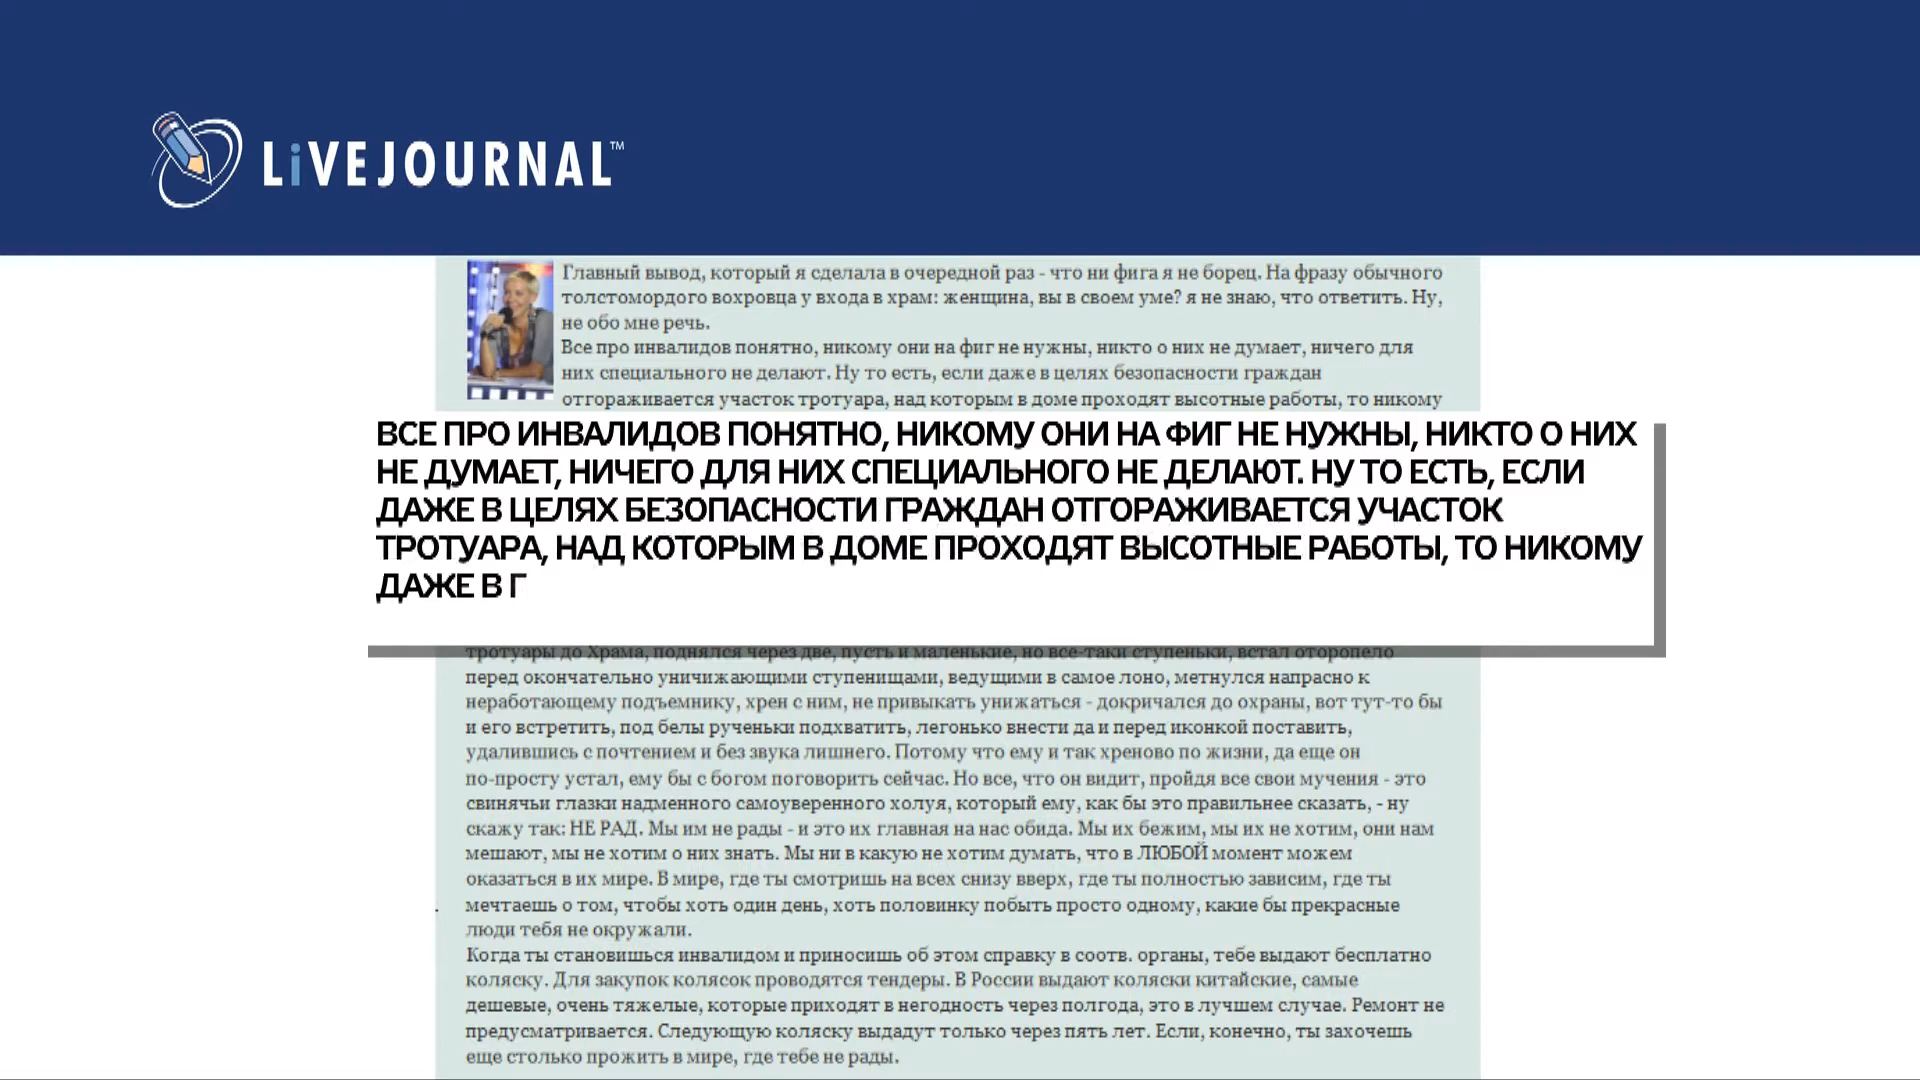 LiVEJOURNAL™
Главный вывод, который я сделала в очередной раз - что ни фига я не борец. На фразу обычного
толстомордого вохровца у входа в храм: женщина, вы в своем уме? я не знаю, что ответить. Ну,
не обо мне речь.
Все про инвалидов понятно, никому они на фиг не нужны, никто о них не думает, ничего для
них специального не делают. Ну то есть, если даже в целях безопасности граждан
отгораживается участок тротуара, над которым в доме проходят высотные работы, то никому
ВСЕ ПРО ИНВАЛИДОВ ПОНЯТНО, НИКОМУ ОНИ НА ФИГ НЕ НУЖНЫ, НИКТО О НИХ
НЕ ДУМАЕТ, НИЧЕГО ДЛЯ НИХ СПЕЦИАЛЬНОГО НЕ ДЕЛАЮТ. НУ ТО ЕСТЬ, ЕСЛИ
ДАЖЕ В ЦЕЛЯХ БЕЗОПАСНОСТИ ГРАЖДАН ОТГОРАЖИВАЕТСЯ УЧАСТОК
ТРОТУАРА, НАД КОТОРЫМ В ДОМЕ ПРОХОДЯТ ВЫСОТНЫЕ РАБОТЫ, ТО НИКОМУ
ДАЖЕ В Г
тротуары до Храма, поднялся через две, пусть и маленькие, но все-таки ступеньки, встал оторопело
перед окончательно уничижающими ступенищами, ведущими в самое лоно, метнулся напрасно к
неработающему подъемнику, хрен с ним, не привыкать унижаться - докричался до охраны, вот тут-то бы
и его встретить, под белы рученьки подхватить, легонько внести да и перед иконкой поставить,
удалившись с почтением и без звука лишнего. Потому что ему и так хреново по жизни, да еще он
по-просту устал, ему бы с богом поговорить сейчас. Но все, что он видит, пройдя все свои мучения - это
свинячьи глазки надменного самоуверенного холуя, который ему, как бы это правильнее сказать, - ну
скажу так: НЕ РАД. Мы им не рады - и это их главная на нас обида. Мы их бежим, мы их не хотим, они нам
мешают, мы не хотим о них знать. Мы ни в какую не хотим думать, что в ЛЮБОЙ момент можем
оказаться в их мире. В мире, где ты смотришь на всех снизу вверх, где ты полностью зависим, где ты
мечтаешь о том, чтобы хоть один день, хоть половинку побыть просто одному, какие бы прекрасные
люди тебя не окружали.
Когда ты становишься инвалидом и приносишь об этом справку в соотв. органы, тебе выдают бесплатно
коляску. Для закупок колясок проводятся тендеры. В России выдают коляски китайские, самые
дешевые, очень тяжелые, которые приходят в негодность через полгода, это в лучшем случае. Ремонт не
предусматривается. Следующую коляску выдадут только через пять лет. Если, конечно, ты захочешь
еще столько прожить в мире, где тебе не рады.